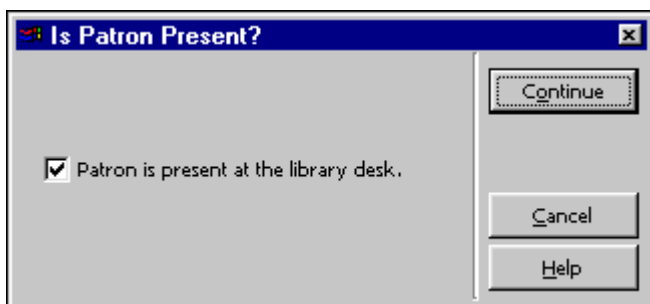 Is Patron Present?
Continue
Patron is present at the library desk.
Cancel
Help